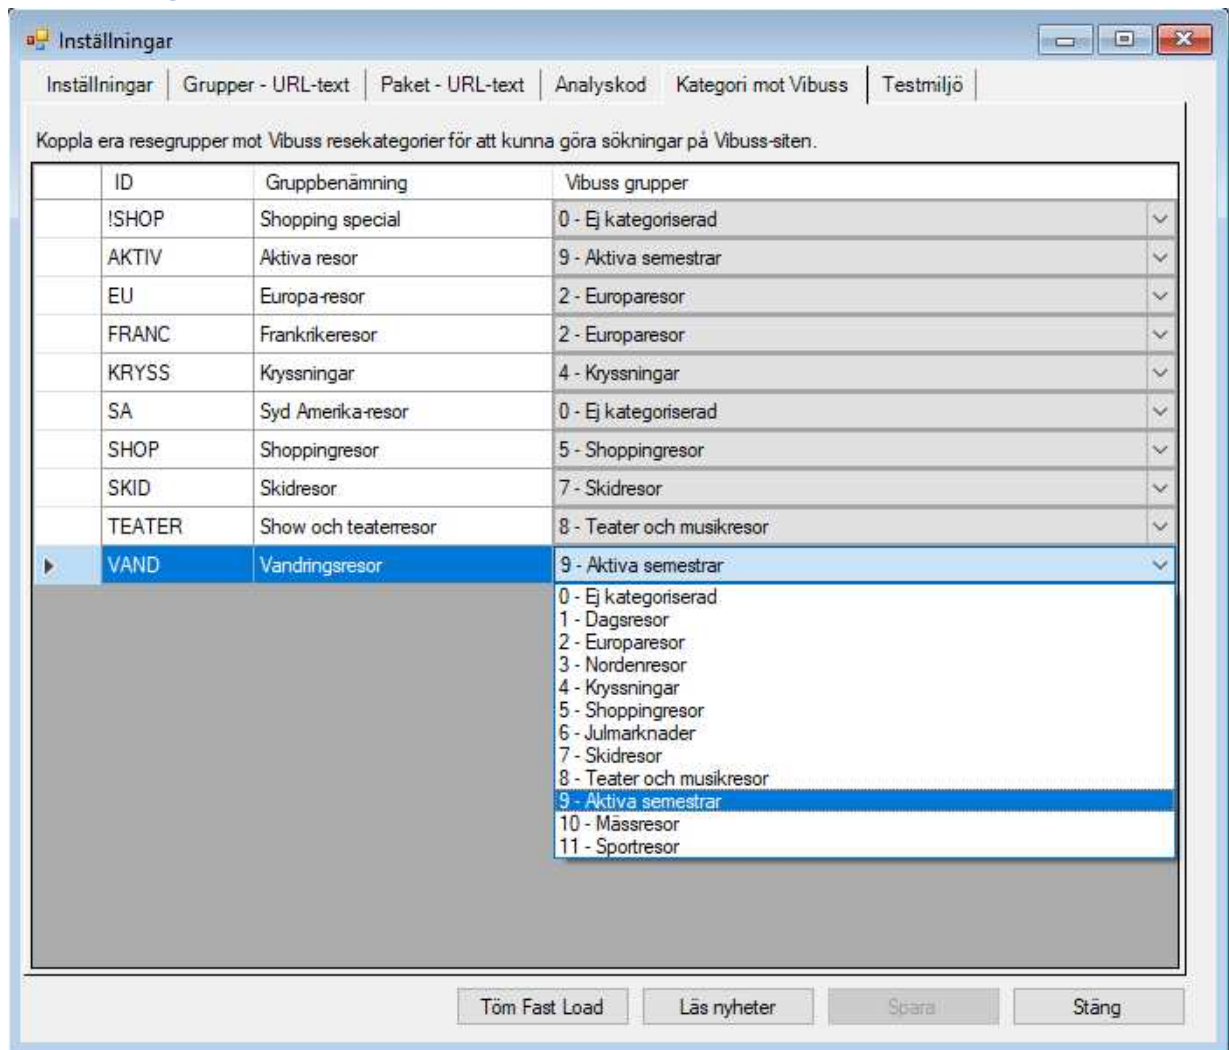 Inställningar
Inställningar Grupper - URL-text Paket - URL-text Analyskod Kategori mot Vibuss Testmiljö
Koppla era resegrupper mot Vibuss resekategorier för att kunna göra sökningar på Vibuss-siten.
ID Gruppbenämning Vibuss grupper
!SHOP Shopping special 0 - Ej kategoriserad
AKTIV Aktiva resor 9 - Aktiva semestrar
EU Europa-resor 2 - Europaresor
FRANC Frankrikeresor 2 - Europaresor
KRYSS Kryssningar 4 - Kryssningar
SA Syd Amerika-resor 0 - Ej kategoriserad
SHOP Shoppingresor 5 - Shoppingresor
SKID Skidresor 7 - Skidresor
TEATER Show och teaterresor 8 - Teater och musikresor
VAND Vandringsresor 9 - Aktiva semestrar
0 - Ej kategoriserad
1 - Dagsresor
2 - Europaresor
3 - Nordenresor
4 - Kryssningar
5 - Shoppingresor
6 - Julmarknader
7 - Skidresor
8 - Teater och musikresor
9 - Aktiva semestrar
10 - Mässresor
11 - Sportresor
Töm Fast Load Läs nyheter Spara Stäng